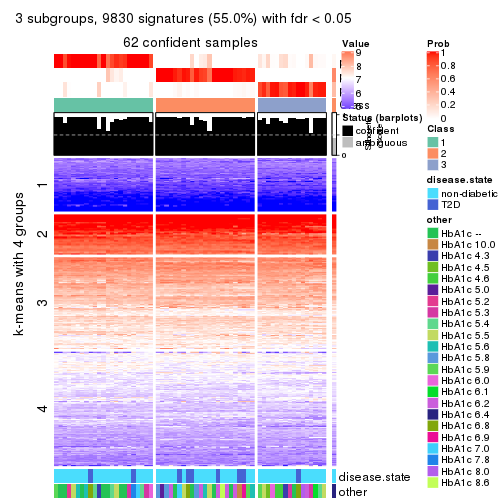 3 subgroups, 9830 signatures (55.0%) with fdr < 0.05
62 confident samples
k-means with 4 groups
1
2
3
4
Value
9
8
7
6
5
Class
Status (barplots)
confident
ambiguous
0
Prob
1
0.8
0.6
0.4
0.2
0
Class
1
2
3
disease.state
non-diabetic
T2D
other
HbA1c --
HbA1c 10.0
HbA1c 4.3
HbA1c 4.5
HbA1c 4.6
HbA1c 5.0
HbA1c 5.2
HbA1c 5.3
HbA1c 5.4
HbA1c 5.5
HbA1c 5.6
HbA1c 5.8
HbA1c 5.9
HbA1c 6.0
HbA1c 6.1
HbA1c 6.2
HbA1c 6.4
HbA1c 6.8
HbA1c 6.9
HbA1c 7.0
HbA1c 7.8
HbA1c 8.0
HbA1c 8.6
disease.state
other